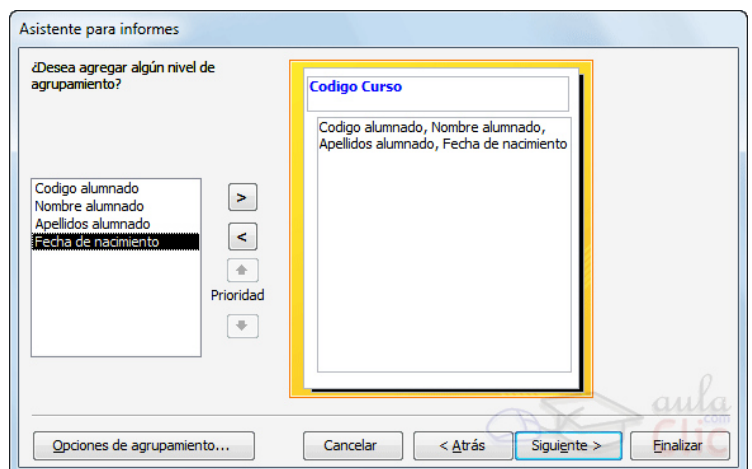 Asistente para informes
¿Desea agregar algún nivel de
agrupamiento?
Codigo Curso
Codigo alumnado, Nombre alumnado,
Apellidos alumnado, Fecha de nacimiento
Codigo alumnado
Nombre alumnado
Apellidos alumnado
Fecha de nacimiento
>
<
Prioridad
aula
.com
Clic
Opciones de agrupamiento...
Cancelar
< Atrás
Siguiente >
Finalizar